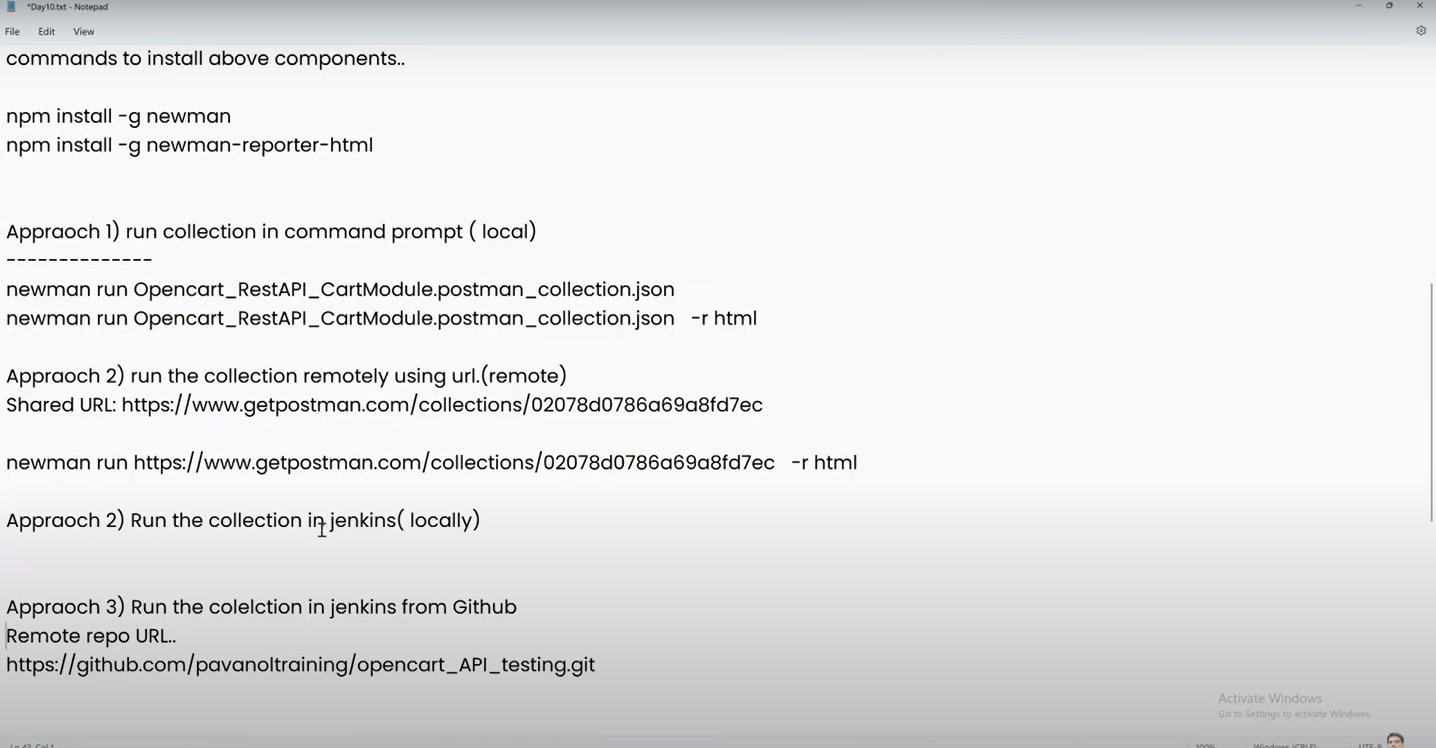 *Day10.txt - Notepad
File Edit View
commands to install above components..
npm install -g newman
npm install -g newman-reporter-html
Appraoch 1) run collection in command prompt ( local)
--------------
newman run Opencart_RestAPI_CartModule.postman_collection.json
newman run Opencart_RestAPI_CartModule.postman_collection.json -r html
Appraoch 2) run the collection remotely using url.(remote)
Shared URL: https://www.getpostman.com/collections/02078d0786a69a8fd7ec
newman run https://www.getpostman.com/collections/02078d0786a69a8fd7ec -r html
Appraoch 2) Run the collection in jenkins( locally)
Appraoch 3) Run the colelction in jenkins from Github
Remote repo URL..
https://github.com/pavanoltraining/opencart_API_testing.git
Activate Windows
Go to Settings to activate Windows.
Ln 43, Col 1 100% Windows (CRLF) UTF-8